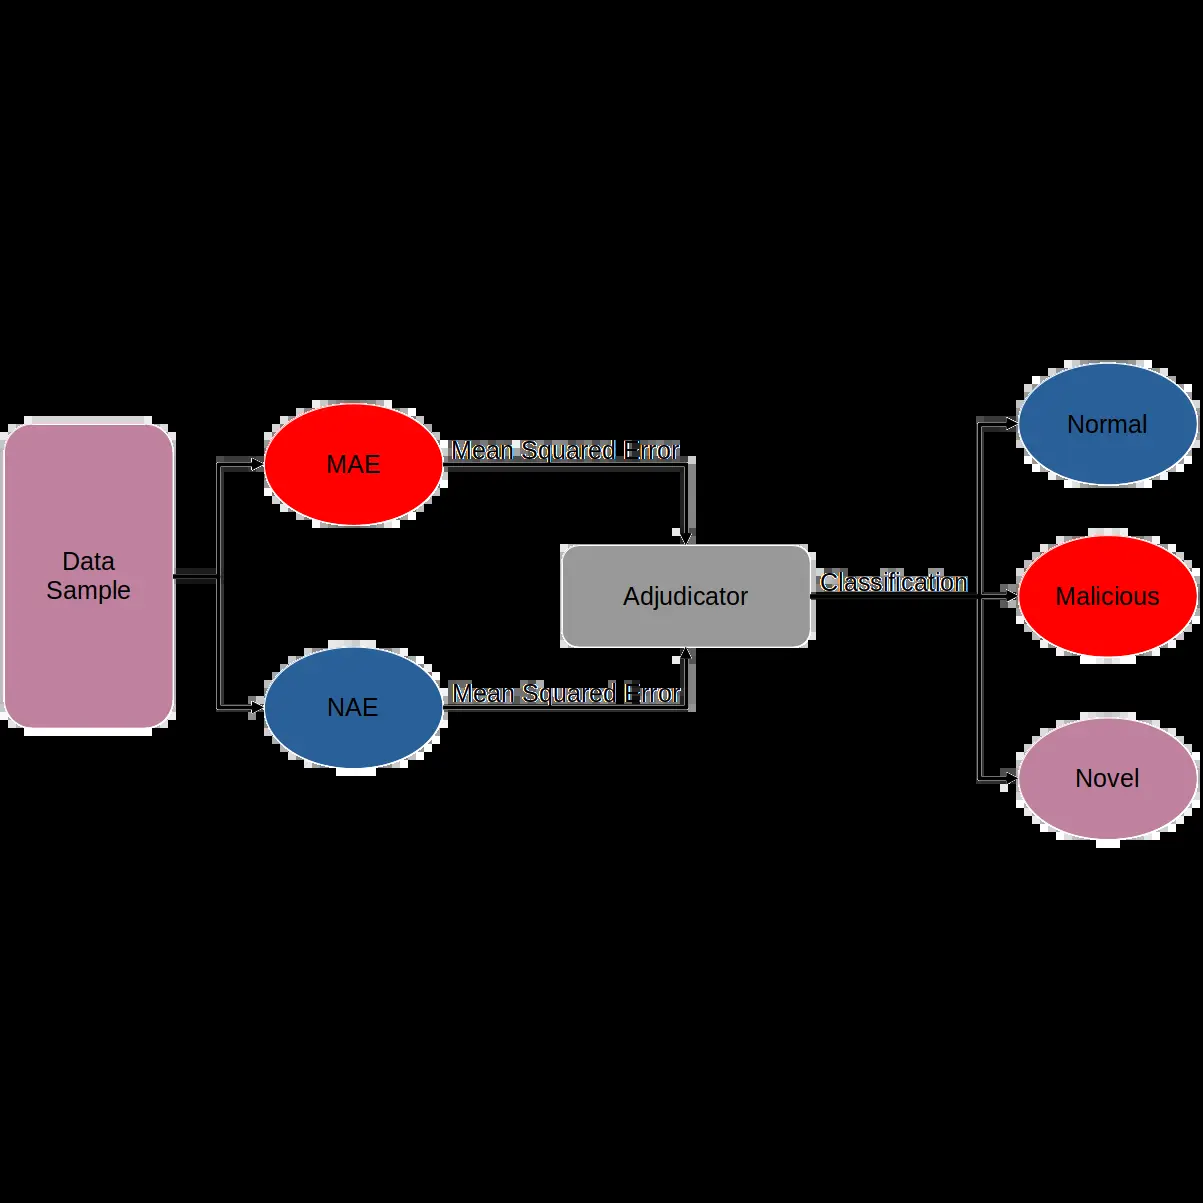 Data
Sample
MAE
Mean Squared Error
NAE
Mean Squared Error
Adjudicator
Classification
Normal
Malicious
Novel